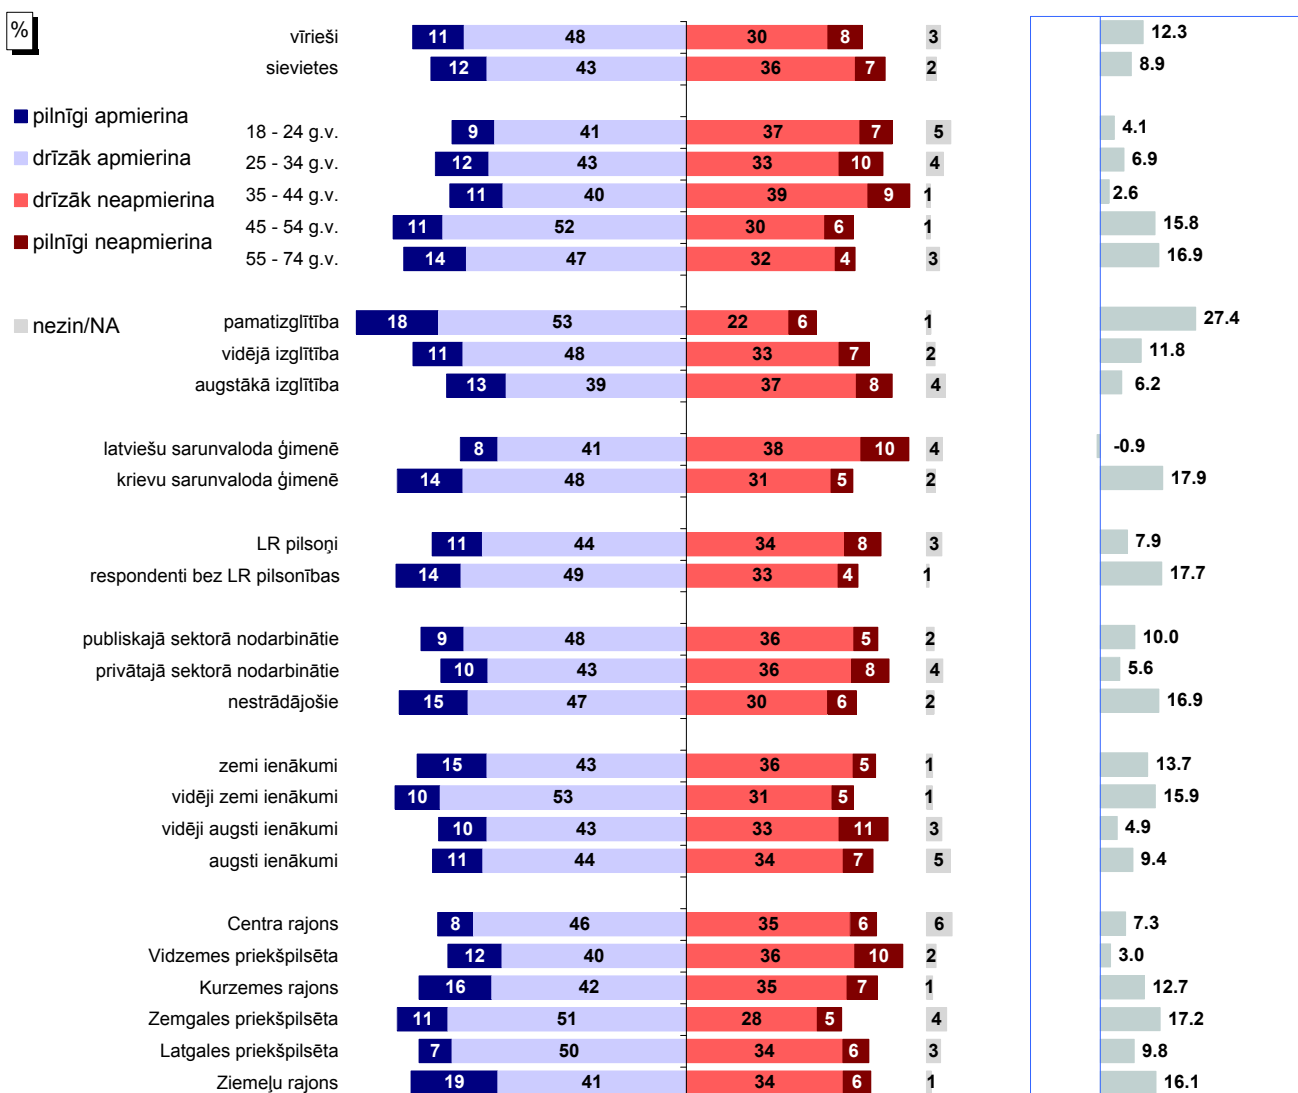 %
vīrieši 11 48 30 8 3 12.3
sievietes 12 43 36 7 2 8.9
pilnīgi apmierina
18 - 24 g.v. 9 41 37 7 5 4.1
drīzāk apmierina
25 - 34 g.v. 12 43 33 10 4 6.9
drīzāk neapmierina
35 - 44 g.v. 11 40 39 9 1 2.6
45 - 54 g.v. 11 52 30 6 1 15.8
pilnīgi neapmierina
55 - 74 g.v. 14 47 32 4 3 16.9
nezin/NA
pamatizglītība 18 53 22 6 1 27.4
vidējā izglītība 11 48 33 7 2 11.8
augstākā izglītība 13 39 37 8 4 6.2
latviešu sarunvaloda ģimenē 8 41 38 10 4 -0.9
krievu sarunvaloda ģimenē 14 48 31 5 2 17.9
LR pilsoņi 11 44 34 8 3 7.9
respondenti bez LR pilsonības 14 49 33 4 1 17.7
publiskajā sektorā nodarbinātie 9 48 36 5 2 10.0
privātajā sektorā nodarbinātie 10 43 36 8 4 5.6
nestrādājošie 15 47 30 6 2 16.9
zemi ienākumi 15 43 36 5 1 13.7
vidēji zemi ienākumi 10 53 31 5 1 15.9
vidēji augsti ienākumi 10 43 33 11 3 4.9
augsti ienākumi 11 44 34 7 5 9.4
Centra rajons 8 46 35 6 6 7.3
Vidzemes priekšpilsēta 12 40 36 10 2 3.0
Kurzemes rajons 16 42 35 7 1 12.7
Zemgales priekšpilsēta 11 51 28 5 4 17.2
Latgales priekšpilsēta 7 50 34 6 3 9.8
Ziemeļu rajons 19 41 34 6 1 16.1